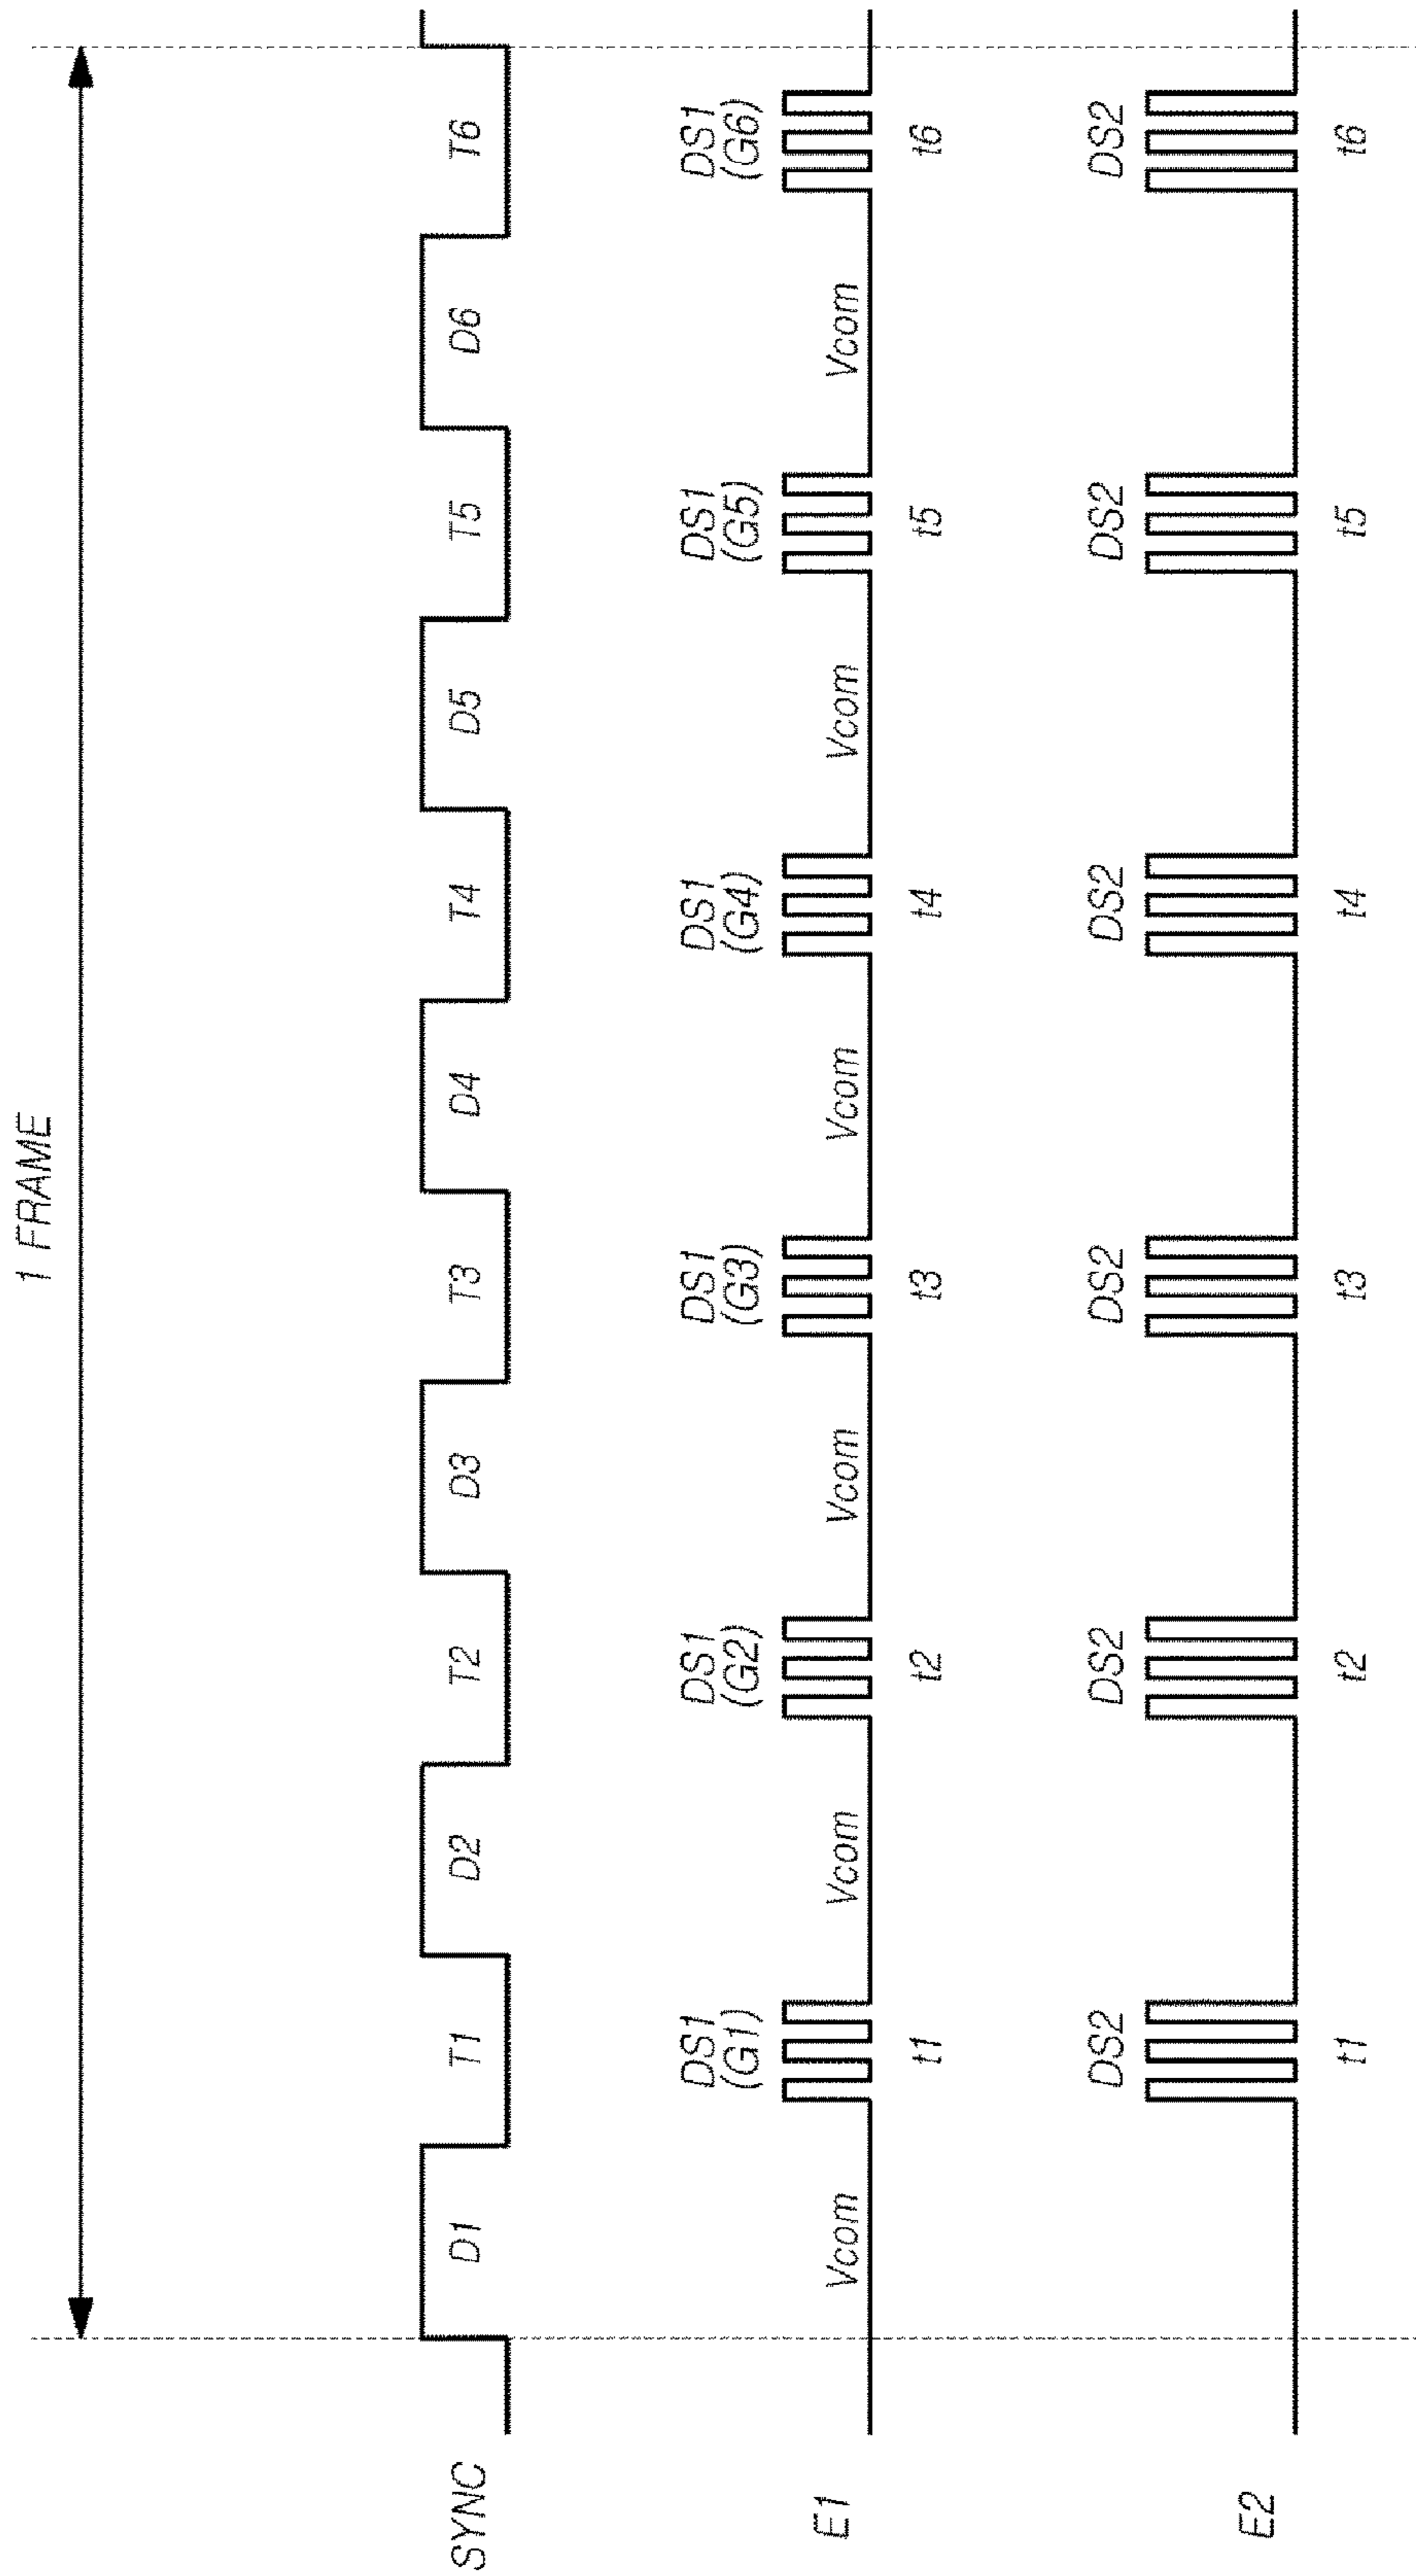 1 FRAME
SYNC D1 T1 D2 T2 D3 T3 D4 T4 D5 T5 D6 T6
DS1 DS1 DS1 DS1 DS1 DS1
(G1) (G2) (G3) (G4) (G5) (G6)
E1 Vcom Vcom Vcom Vcom Vcom Vcom
t1 t2 t3 t4 t5 t6
DS2 DS2 DS2 DS2 DS2 DS2
E2
t1 t2 t3 t4 t5 t6